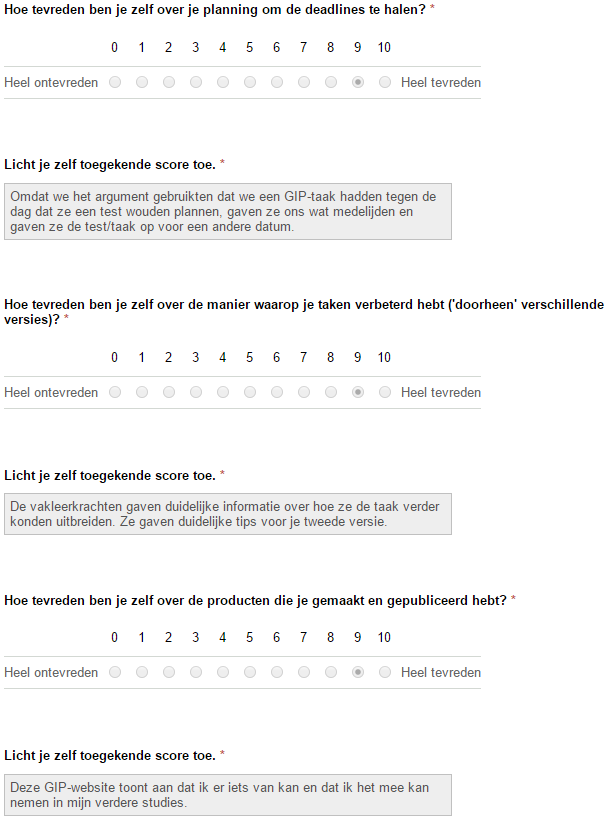 Hoe tevreden ben je zelf over je planning om de deadlines te halen? *
0 1 2 3 4 5 6 7 8 9 10
Heel ontevreden Heel tevreden
Licht je zelf toegekende score toe. *
Omdat we het argument gebruikten dat we een GIP-taak hadden tegen de
dag dat ze een test wouden plannen, gaven ze ons wat medelijden en
gaven ze de test/taak op voor een andere datum.
Hoe tevreden ben je zelf over de manier waarop je taken verbeterd hebt ('doorheen' verschillende
versies)? *
0 1 2 3 4 5 6 7 8 9 10
Heel ontevreden Heel tevreden
Licht je zelf toegekende score toe. *
De vakleerkrachten gaven duidelijke informatie over hoe ze de taak verder
konden uitbreiden. Ze gaven duidelijke tips voor je tweede versie.
Hoe tevreden ben je zelf over de producten die je gemaakt en gepubliceerd hebt? *
0 1 2 3 4 5 6 7 8 9 10
Heel ontevreden Heel tevreden
Licht je zelf toegekende score toe. *
Deze GIP-website toont aan dat ik er iets van kan en dat ik het mee kan
nemen in mijn verdere studies.